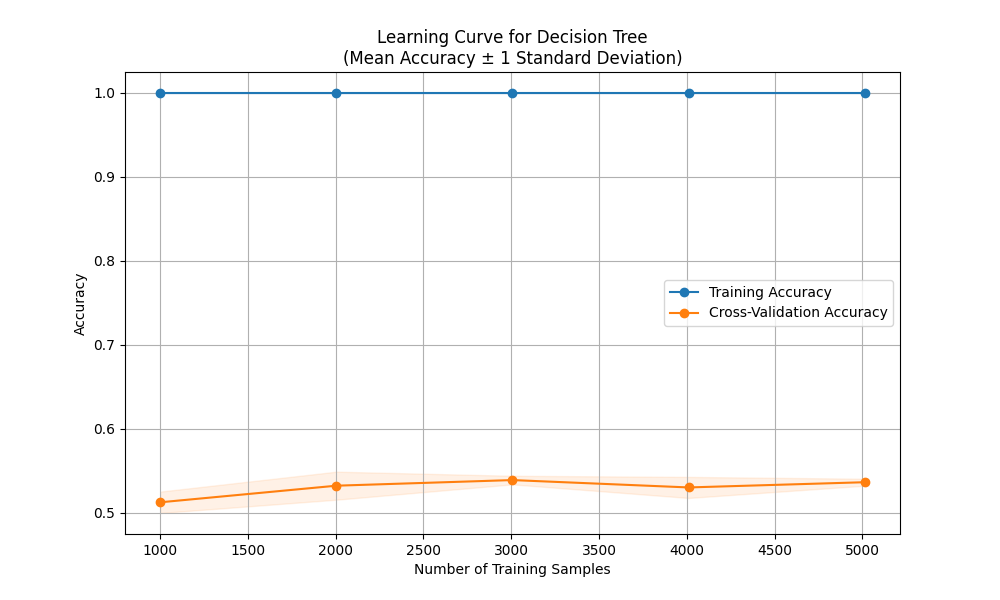 Learning Curve for Decision Tree
(Mean Accuracy ± 1 Standard Deviation)
Accuracy
1.0
0.9
0.8
0.7
0.6
0.5
Training Accuracy
Cross-Validation Accuracy
1000 1500 2000 2500 3000 3500 4000 4500 5000
Number of Training Samples